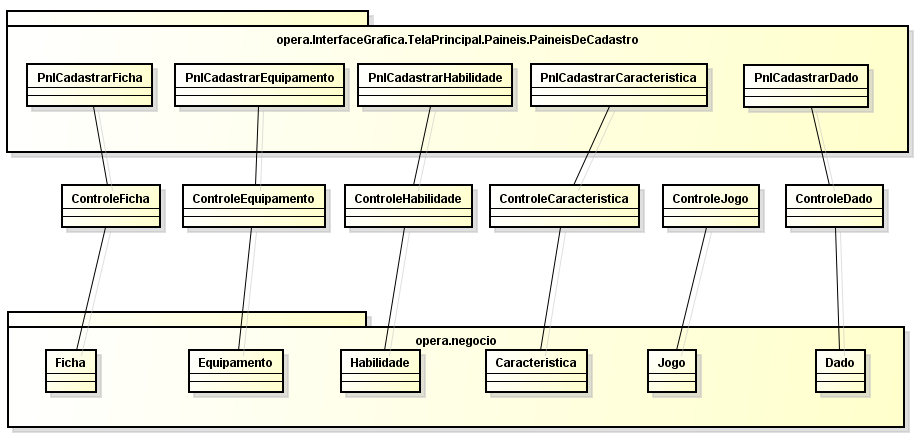 opera.InterfaceGrafica.TelaPrincipal.Paineis.PaineisDeCadastro
PnlCadastrarFicha
PnlCadastrarEquipamento
PnlCadastrarHabilidade
PnlCadastrarCaracteristica
PnlCadastrarDado
ControleFicha
ControleEquipamento
ControleHabilidade
ControleCaracteristica
ControleJogo
ControleDado
opera.negocio
Ficha
Equipamento
Habilidade
Caracteristica
Jogo
Dado